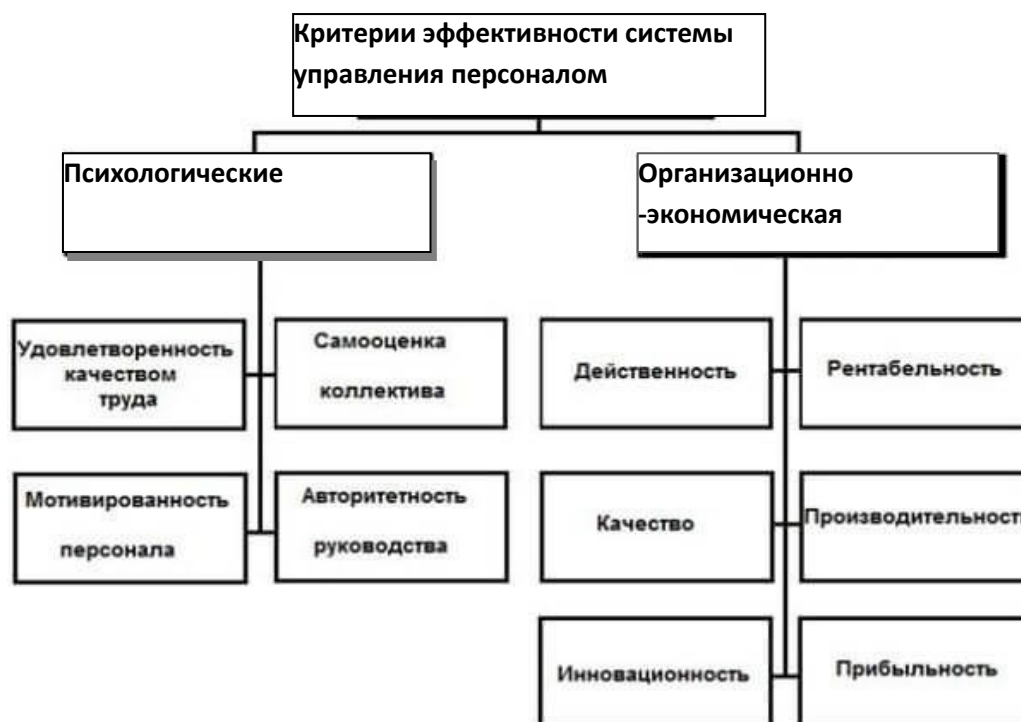 Критерии эффективности системы
управления персоналом
Психологические
Организационно
-экономическая
Удовлетворенность
качеством
труда
Самооценка
коллектива
Действенность
Рентабельность
Мотивированность
персонала
Авторитетность
руководства
Качество
Производительност
Инновационность
Прибыльность